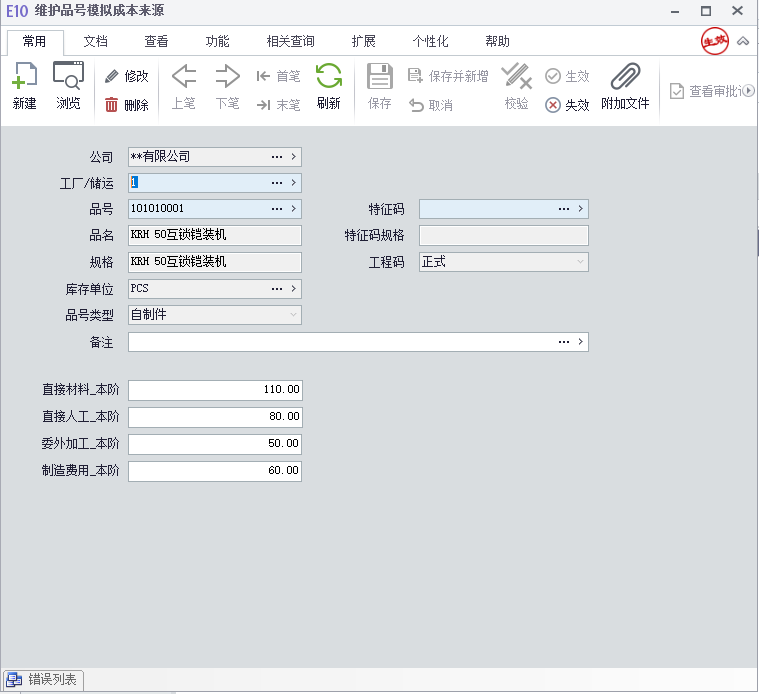 E10 维护品号模拟成本来源
常用 文档 查看 功能 相关查询 扩展 个性化 帮助
生效
新建 浏览 修改 删除 上笔 下笔 首笔 末笔 刷新 保存 保存并新增 取消 校验 生效 失效 附加文件 查看审批
公司 **有限公司
工厂/储运 1
品号 101010001 特征码
品名 KRH 50互锁铠装机 特征码规格
规格 KRH 50互锁铠装机 工程码 正式
库存单位 PCS
品号类型 自制件
备注
直接材料_本阶 110.00
直接人工_本阶 80.00
委外加工_本阶 50.00
制造费用_本阶 60.00
错误列表